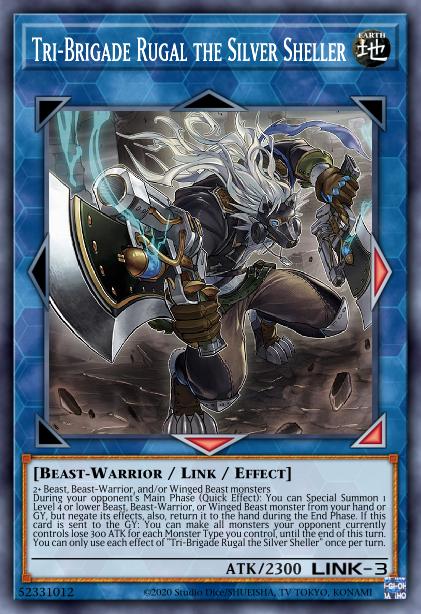 Tri-Brigade Rugal the Silver Sheller
EARTH
地
[Beast-Warrior / Link / Effect]
2+ Beast, Beast-Warrior, and/or Winged Beast monsters
During your opponent's Main Phase (Quick Effect): You can Special Summon 1
Level 4 or lower Beast, Beast-Warrior, or Winged Beast monster from your hand or
GY, but negate its effects, also, return it to the hand during the End Phase. If this
card is sent to the GY: You can make all monsters your opponent currently
controls lose 300 ATK for each Monster Type you control, until the end of this turn.
You can only use each effect of "Tri-Brigade Rugal the Silver Sheller" once per turn.
ATK/2300 LINK-3
52331012 ©2020 Studio Dice/SHUEISHA, TV TOKYO, KONAMI